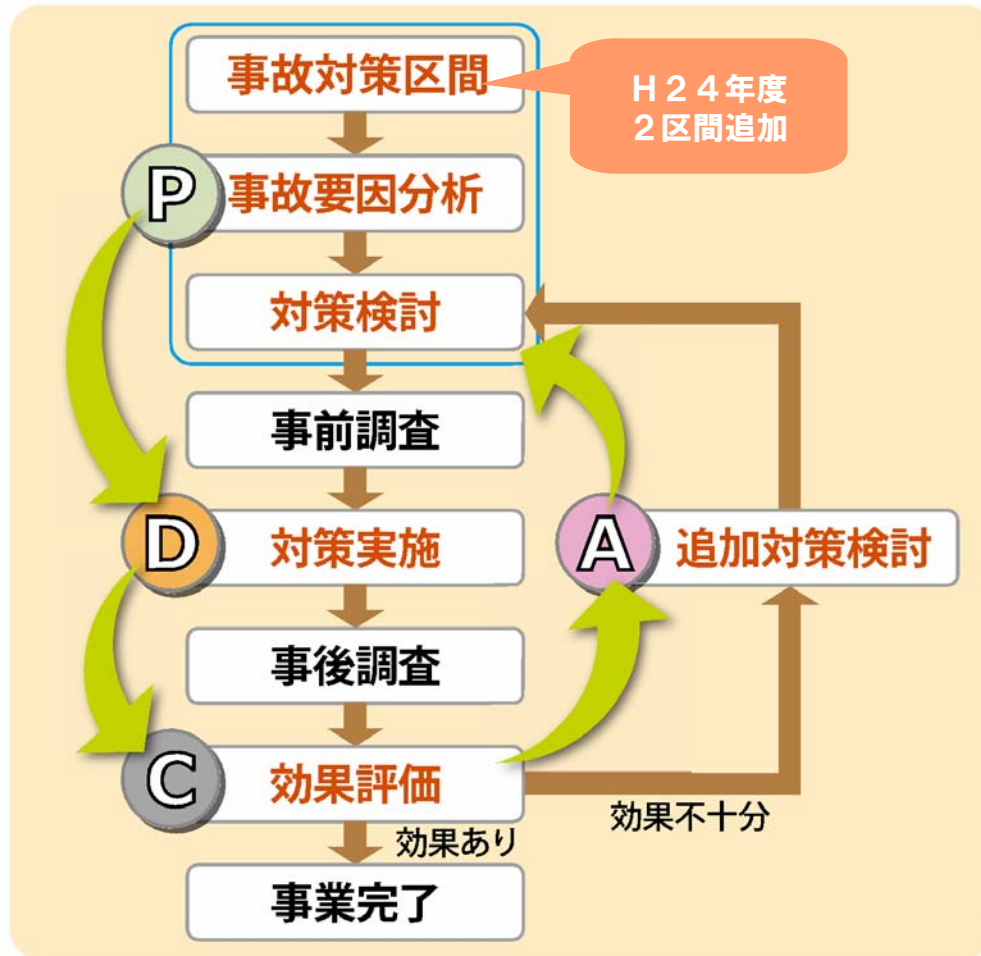 事故対策区間
H24年度
2区間追加
P
事故要因分析
対策検討
事前調査
D
対策実施
A
追加対策検討
事後調査
C
効果評価
効果あり
効果不十分
事業完了